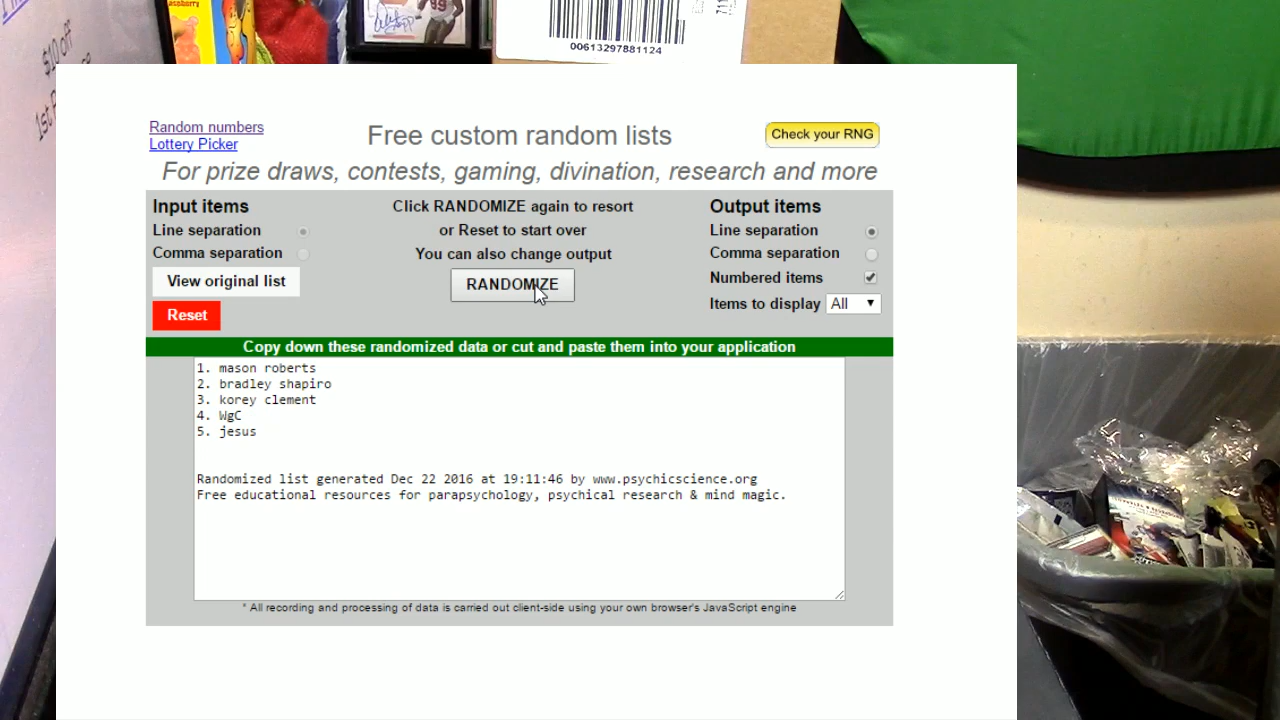 $10 off
1st
00613297881124
Random numbers
Lottery Picker
Free custom random lists
Check your RNG
For prize draws, contests, gaming, divination, research and more
Input items
Line separation
Comma separation
View original list
Reset
Click RANDOMIZE again to resort
or Reset to start over
You can also change output
RANDOMIZE
Output items
Line separation
Comma separation
Numbered items
Items to display All
Copy down these randomized data or cut and paste them into your application
1. mason roberts
2. bradley shapiro
3. korey clement
4. WgC
5. jesus
Randomized list generated Dec 22 2016 at 19:11:46 by www.psychicscience.org
Free educational resources for parapsychology, psychical research & mind magic.
* All recording and processing of data is carried out client-side using your own browser's JavaScript engine